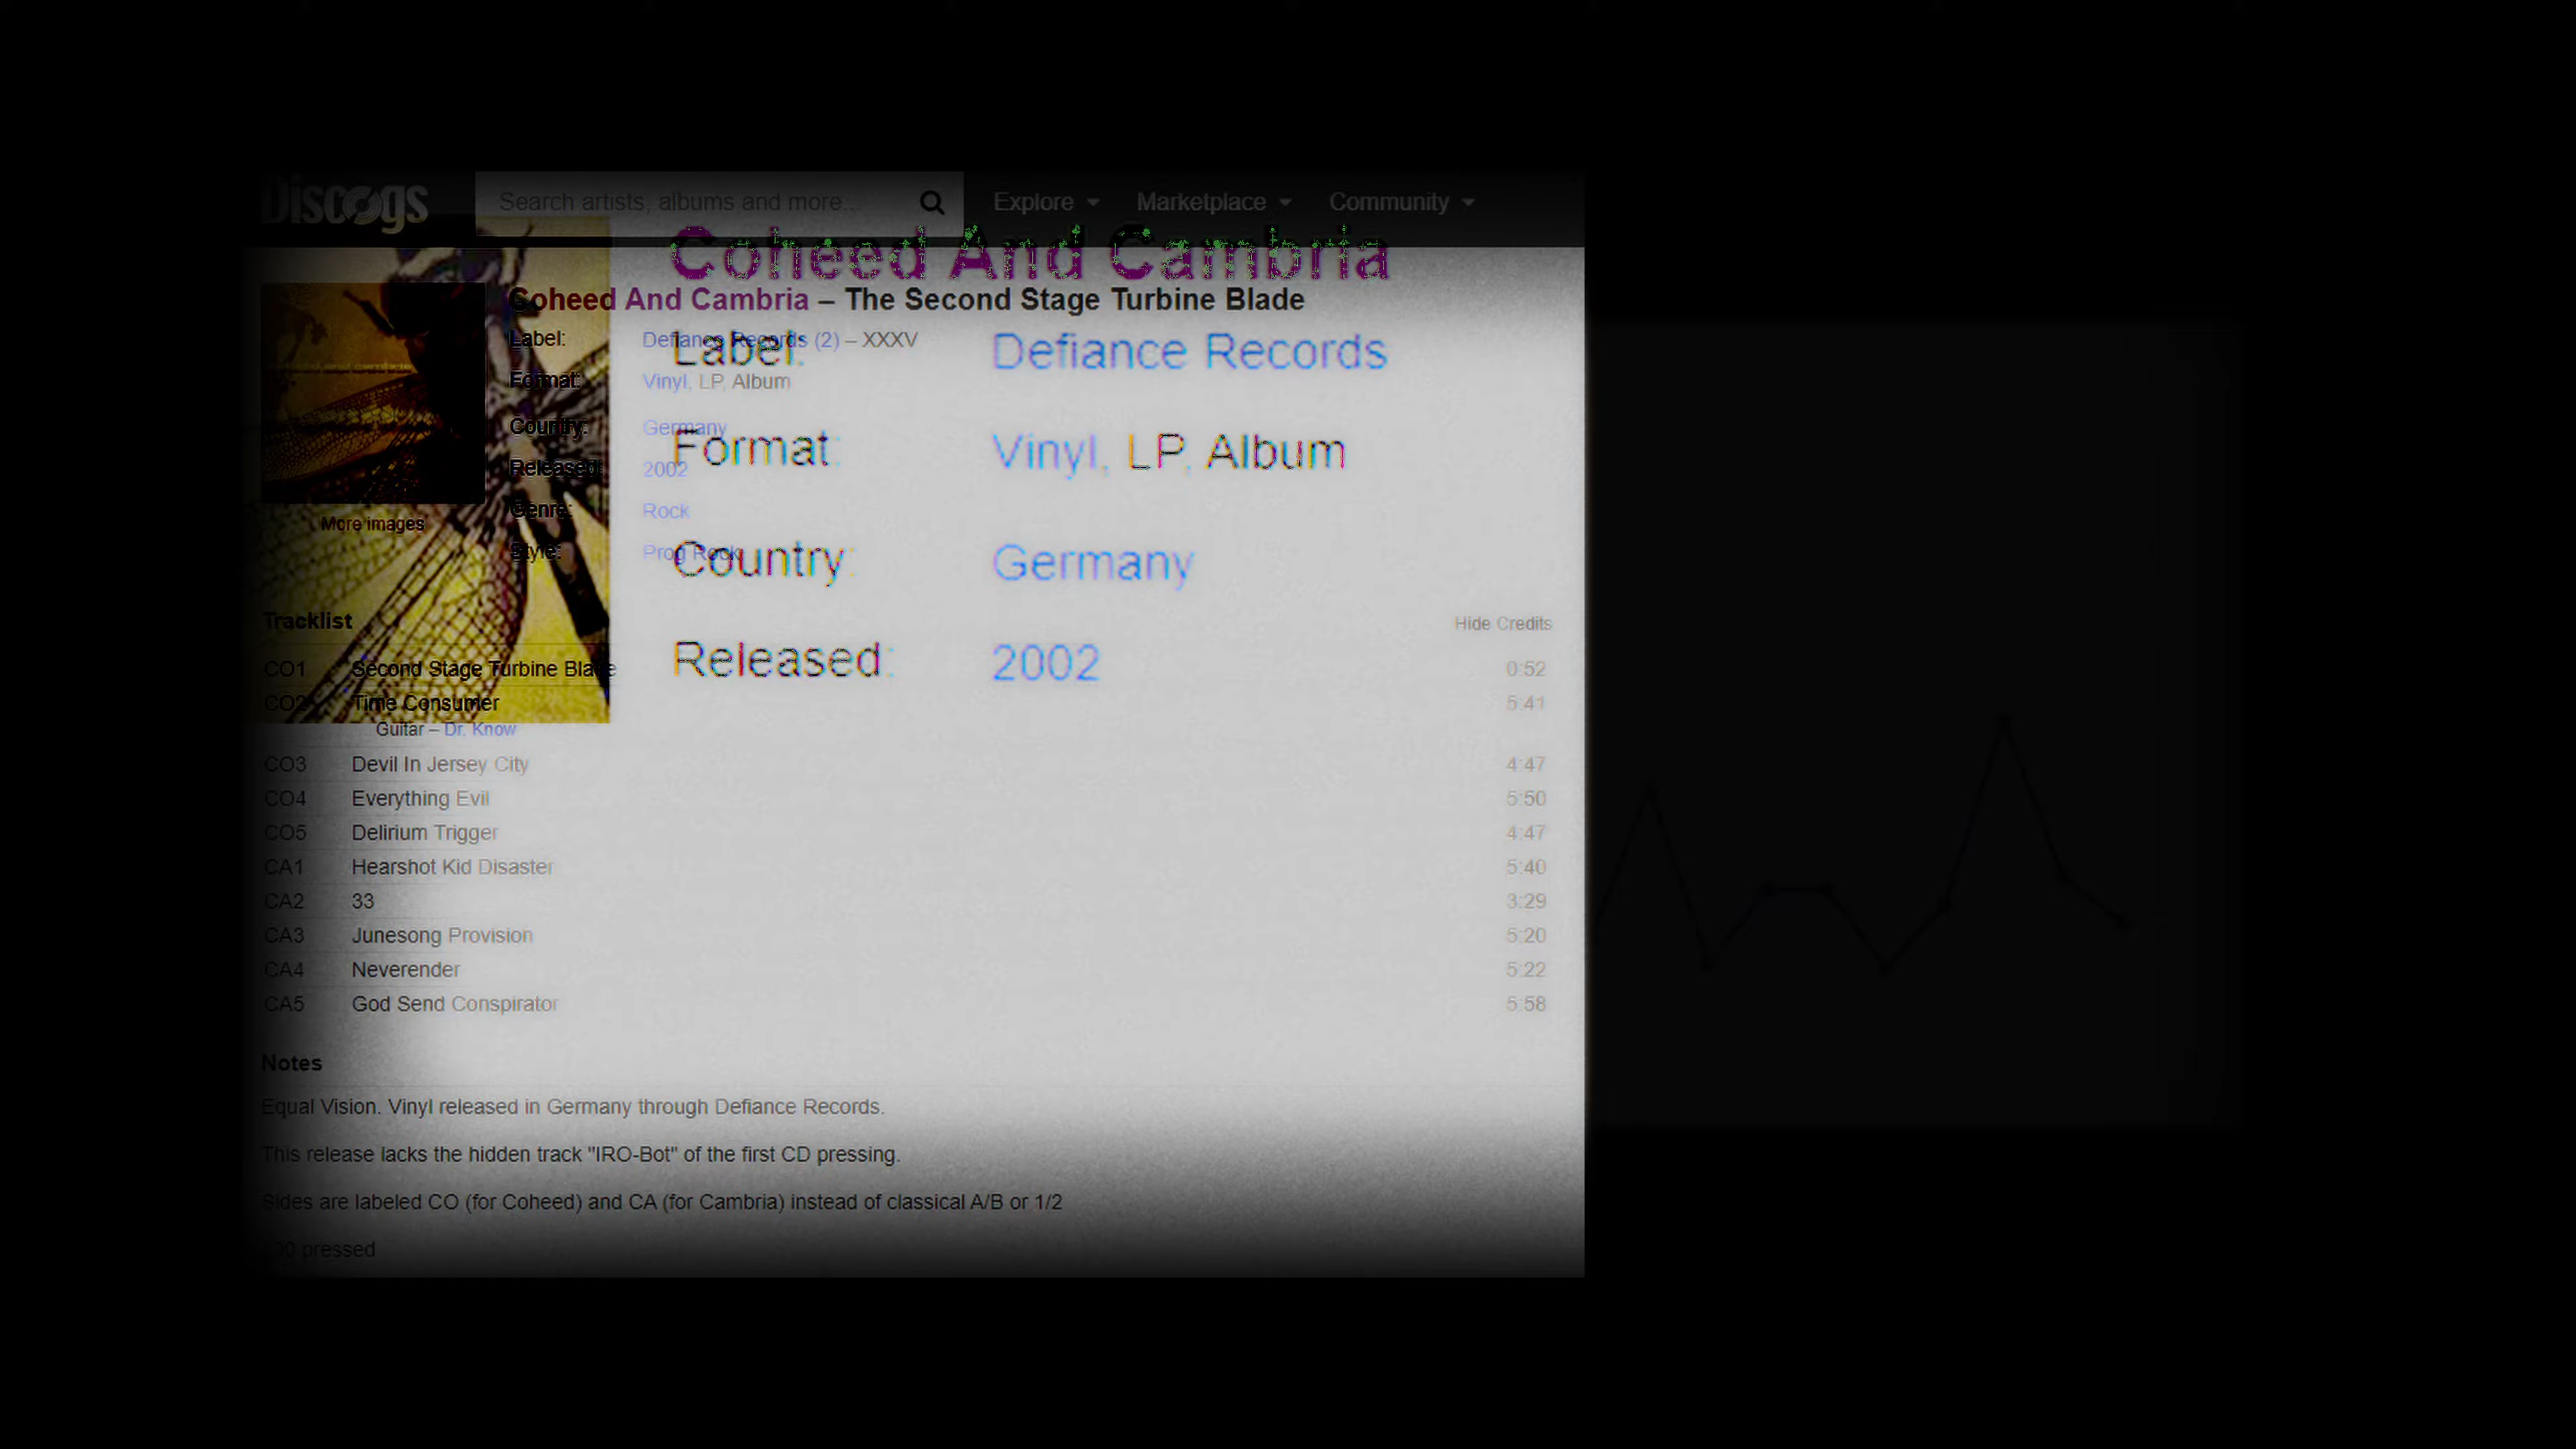 Discogs
Search artists, albums and more...
Explore
Marketplace
Community
Coheed And Cambria
Coheed And Cambria – The Second Stage Turbine Blade
Label: Defiance Records (2) – XXXV
Format: Vinyl, LP, Album
Country: Germany
Released: 2002
Genre: Rock
Style: Prog Rock
Label: Defiance Records
Format: Vinyl, LP, Album
Country: Germany
Released: 2002
More images
Tracklist
Hide Credits
CO1 Second Stage Turbine Blade 0:52
CO2 Time Consumer 5:41
Guitar – Dr. Know
CO3 Devil In Jersey City 4:47
CO4 Everything Evil 5:50
CO5 Delirium Trigger 4:47
CA1 Hearshot Kid Disaster 5:40
CA2 33 3:29
CA3 Junesong Provision 5:20
CA4 Neverender 5:22
CA5 God Send Conspirator 5:58
Notes
Equal Vision. Vinyl released in Germany through Defiance Records.
This release lacks the hidden track "IRO-Bot" of the first CD pressing.
Sides are labeled CO (for Coheed) and CA (for Cambria) instead of classical A/B or 1/2
pressed